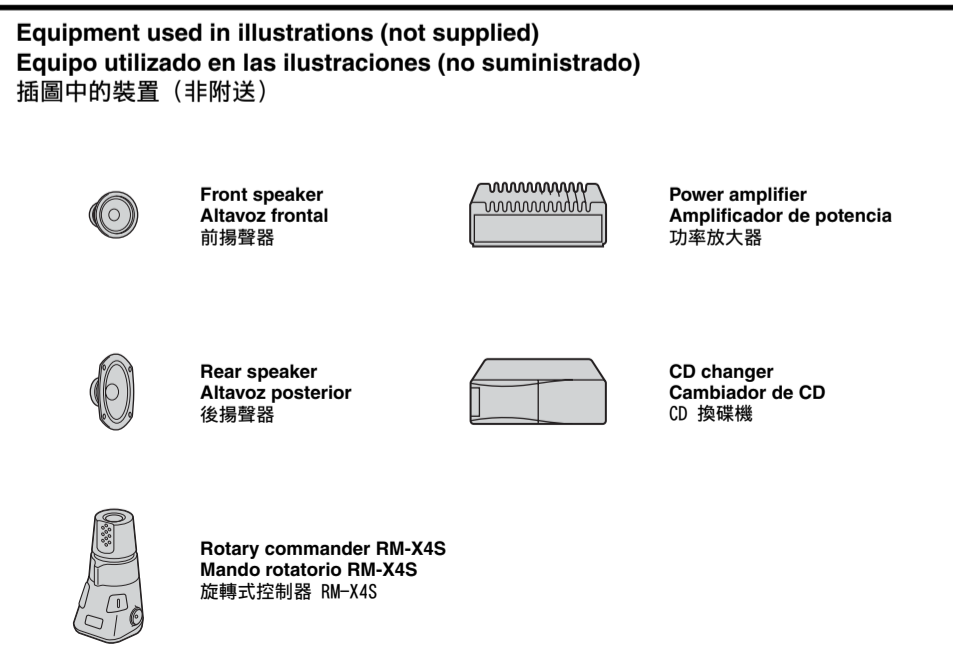 Equipment used in illustrations (not supplied)
Equipo utilizado en las ilustraciones (no suministrado)
插圖中的裝置（非附送）
Front speaker
Altavoz frontal
前揚聲器
Power amplifier
Amplificador de potencia
功率放大器
Rear speaker
Altavoz posterior
後揚聲器
CD changer
Cambiador de CD
CD 換碟機
Rotary commander RM-X4S
Mando rotatorio RM-X4S
旋轉式控制器 RM-X4S